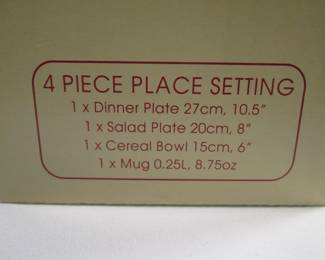 4 PIECE PLACE SETTING
1 x Dinner Plate 27cm, 10.5"
1 x Salad Plate 20cm, 8"
1 x Cereal Bowl 15cm, 6"
1 x Mug 0.25L, 8.75oz